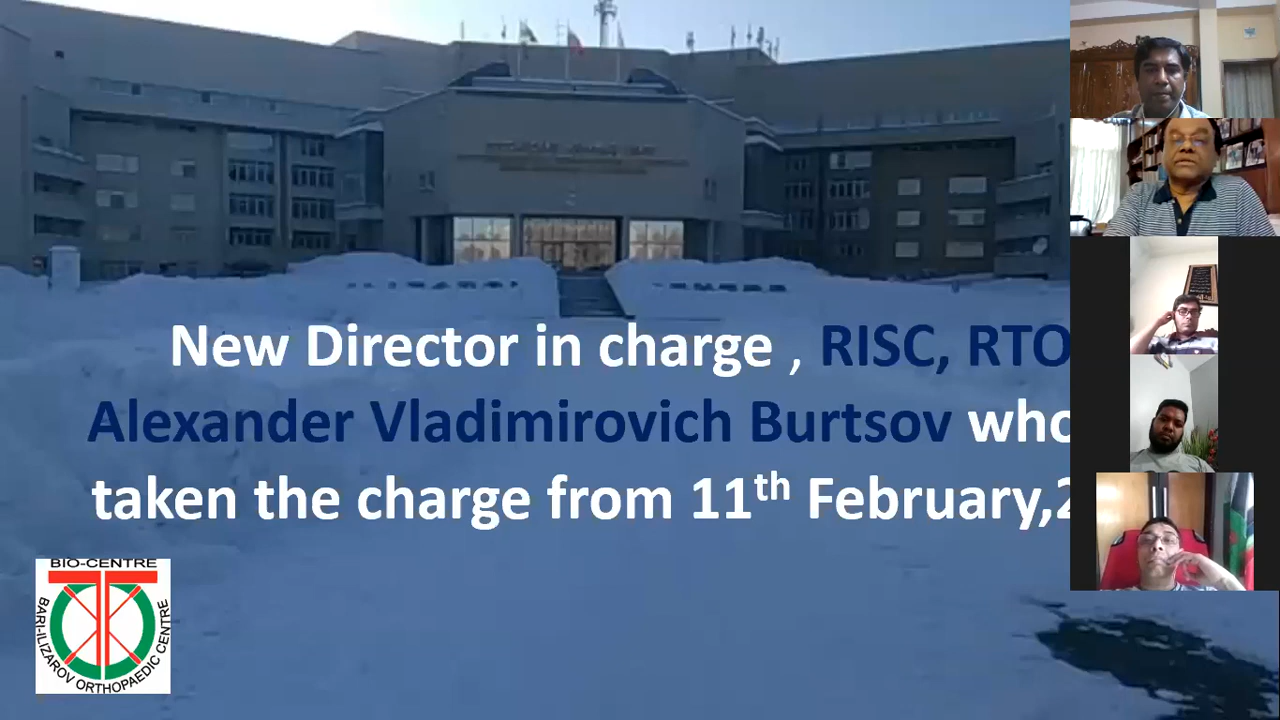 New Director in charge , RISC, RTO
Alexander Vladimirovich Burtsov who
taken the charge from 11th February,2
BIO-CENTRE
BARI-ILIZAROV ORTHOPAEDIC CENTRE